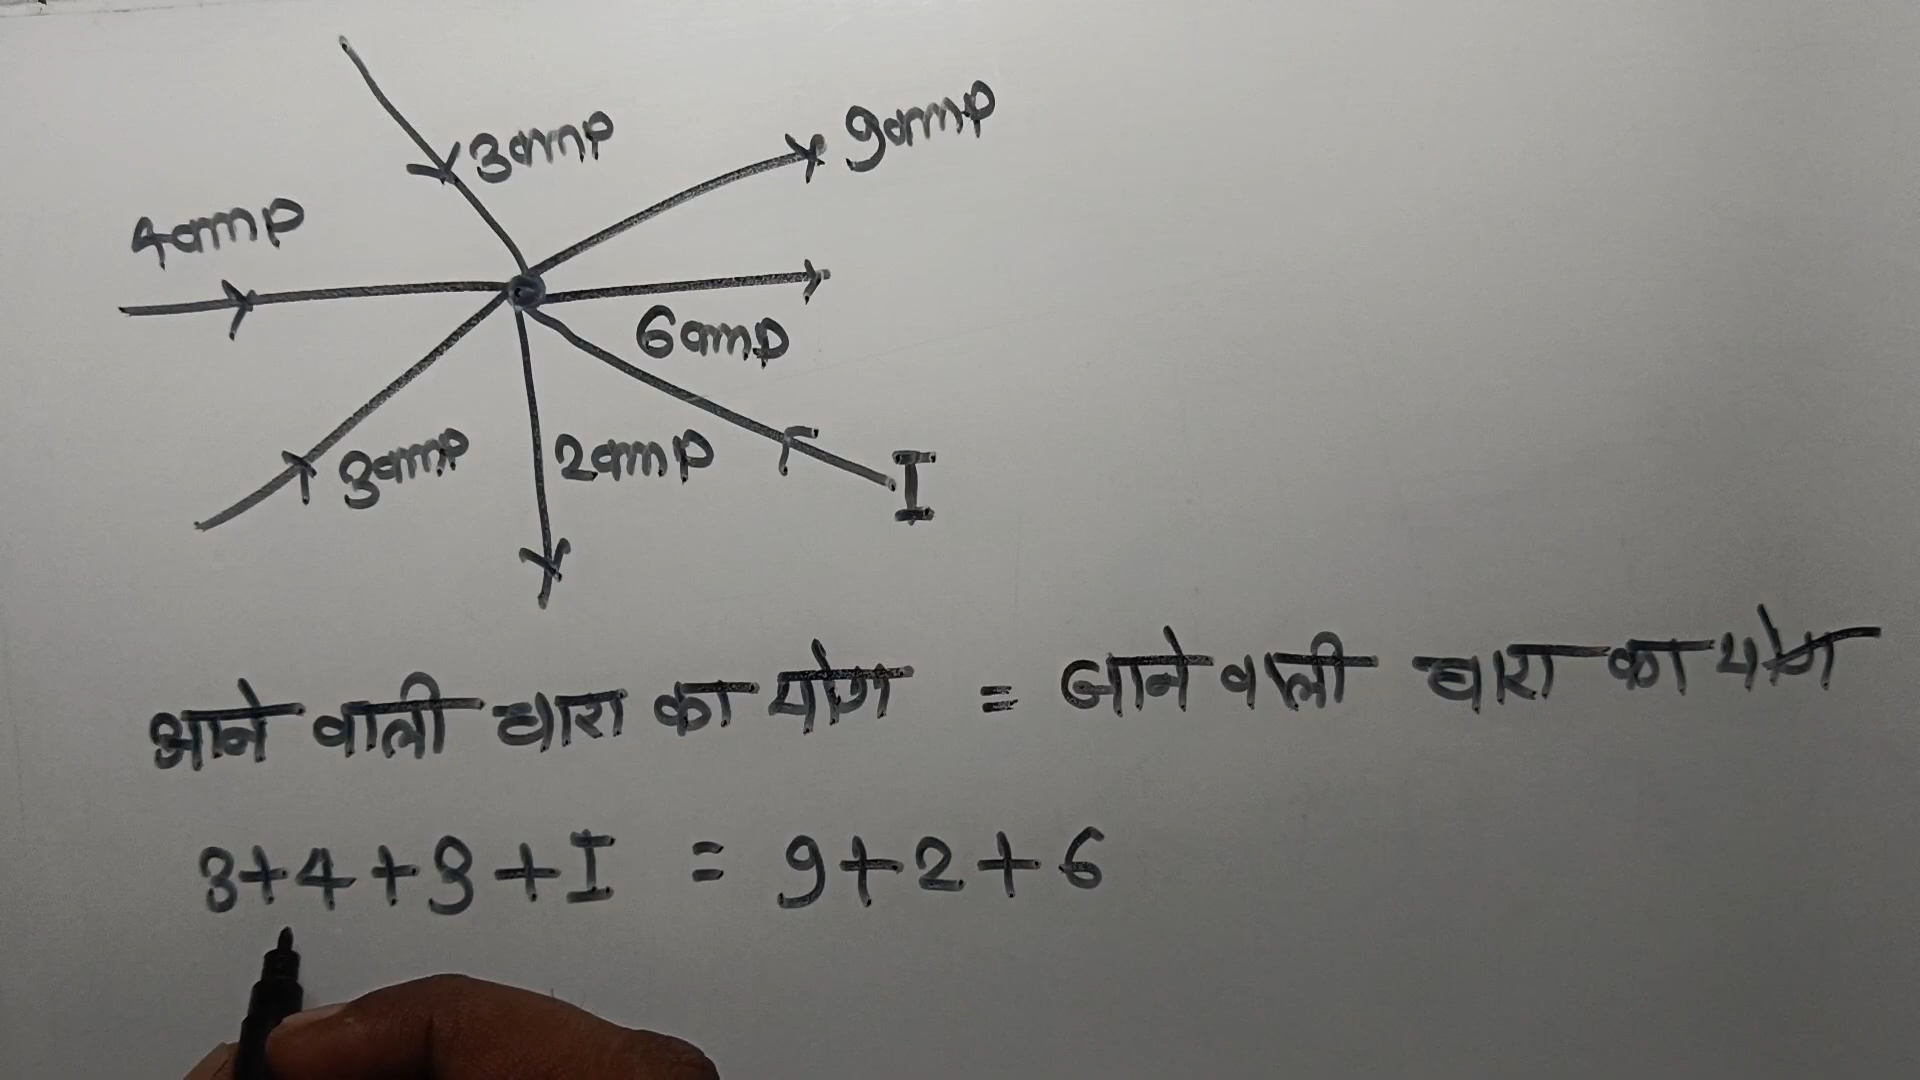 3amp
9amp
4amp
6amp
3amp
2amp
I
आने वाली धारा का योग = जाने वाली धारा का योग
3+4+3+I = 9+2+6